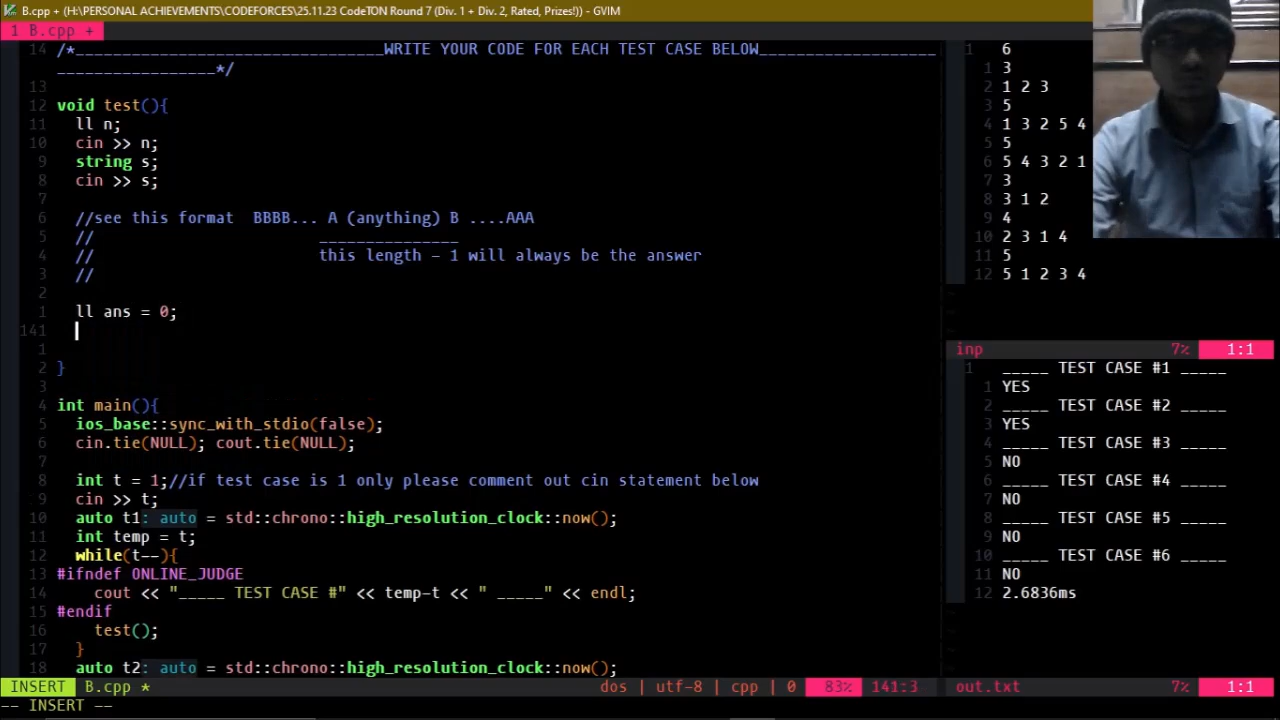 B.cpp + (H:\PERSONAL ACHIEVEMENTS\CODEFORCES\25.11.23 CodeTON Round 7 (Div. 1 + Div. 2, Rated, Prizes!)) - GVIM
1 B.cpp +
14 /*_________________________________WRITE YOUR CODE FOR EACH TEST CASE BELOW___________________
_________________*/
13
12 void test(){
11 ll n;
10 cin >> n;
9 string s;
8 cin >> s;
7
6 //see this format BBBB... A (anything) B ....AAA
5 // _______________
4 // this length - 1 will always be the answer
3 //
2
1 ll ans = 0;
141
1
2 }
3
4 int main(){
5 ios_base::sync_with_stdio(false);
6 cin.tie(NULL); cout.tie(NULL);
7
8 int t = 1;//if test case is 1 only please comment out cin statement below
9 cin >> t;
10 auto t1: auto = std::chrono::high_resolution_clock::now();
11 int temp = t;
12 while(t--){
13 #ifndef ONLINE_JUDGE
14 cout << "_____ TEST CASE #" << temp-t << " _____" << endl;
15 #endif
16 test();
17 }
18 auto t2: auto = std::chrono::high_resolution_clock::now();
INSERT B.cpp * dos | utf-8 | cpp | 0 83% 141:3
-- INSERT --
1 6
1 3
2 1 2 3
3 5
4 1 3 2 5 4
5 5
6 5 4 3 2 1
7 3
8 3 1 2
9 4
10 2 3 1 4
11 5
12 5 1 2 3 4
~
~
~
inp 7% 1:1
1 _____ TEST CASE #1 _____
1 YES
2 _____ TEST CASE #2 _____
3 YES
4 _____ TEST CASE #3 _____
5 NO
6 _____ TEST CASE #4 _____
7 NO
8 _____ TEST CASE #5 _____
9 NO
10 _____ TEST CASE #6 _____
11 NO
12 2.6836ms
~
~
~
~
out.txt 7% 1:1